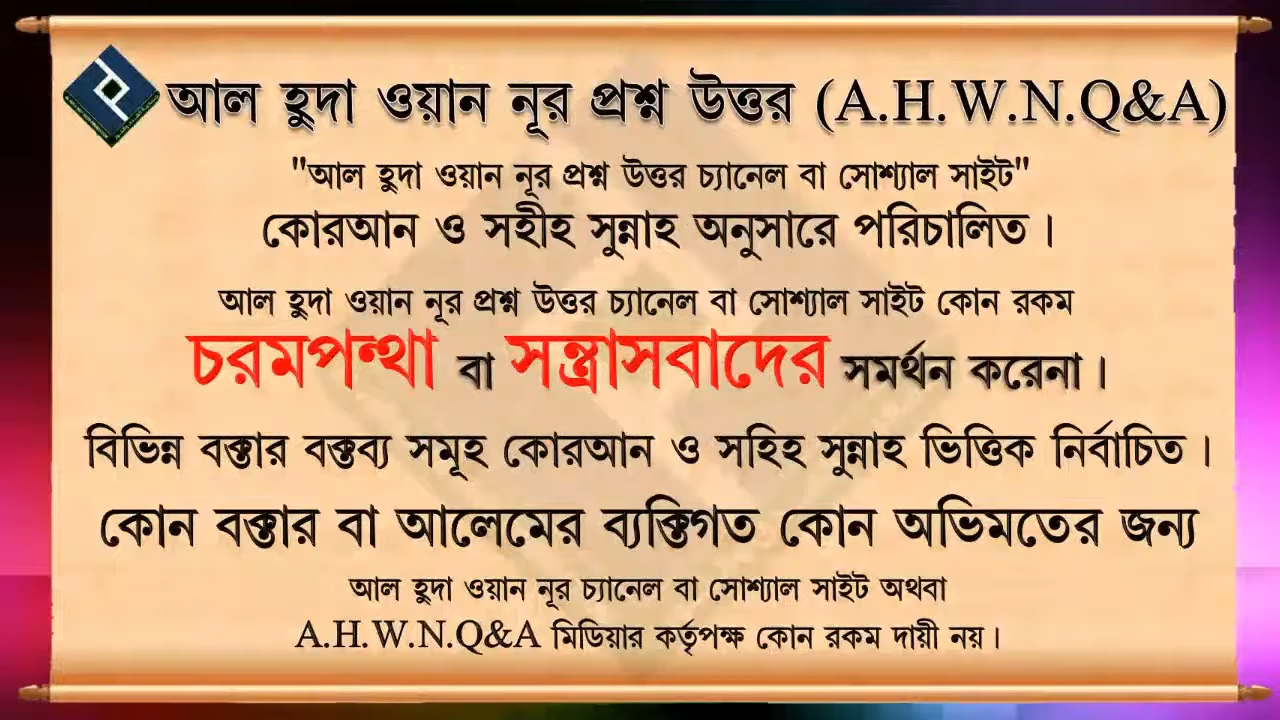 আল হুদা ওয়ান নূর প্রশ্ন উত্তর (A.H.W.N.Q&A)
"আল হুদা ওয়ান নূর প্রশ্ন উত্তর চ্যানেল বা সোশ্যাল সাইট"
কোরআন ও সহীহ সুন্নাহ অনুসারে পরিচালিত ।
আল হুদা ওয়ান নূর প্রশ্ন উত্তর চ্যানেল বা সোশ্যাল সাইট কোন রকম
চরমপন্থা বা সন্ত্রাসবাদের সমর্থন করেনা ।
বিভিন্ন বক্তার বক্তব্য সমূহ কোরআন ও সহিহ সুন্নাহ ভিত্তিক নির্বাচিত ।
কোন বক্তার বা আলেমের ব্যক্তিগত কোন অভিমতের জন্য
আল হুদা ওয়ান নূর চ্যানেল বা সোশ্যাল সাইট অথবা
A.H.W.N.Q&A মিডিয়ার কর্তৃপক্ষ কোন রকম দায়ী নয় ।